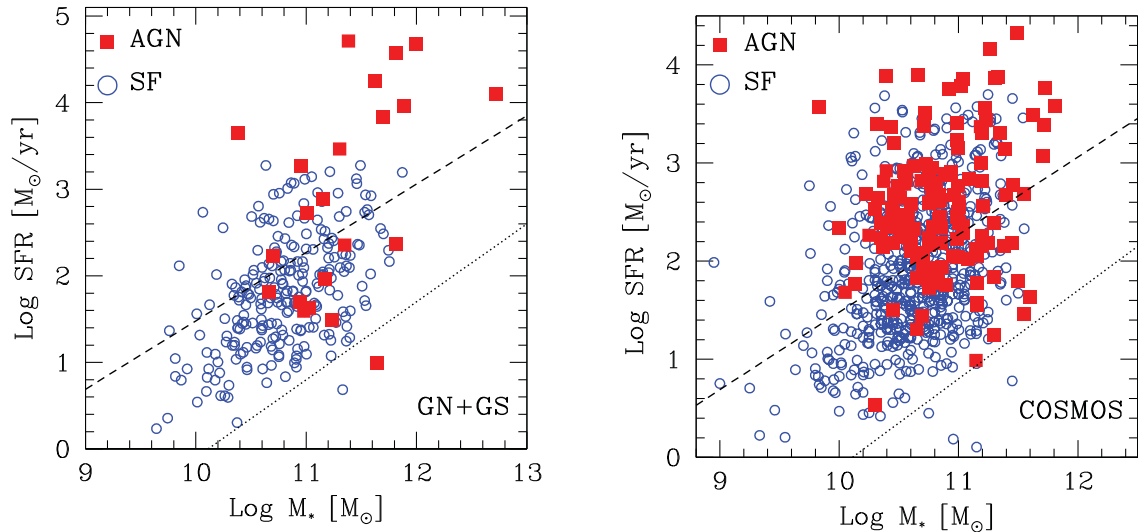 5
4
3
2
1
0
Log SFR [M⊙/yr]
AGN
SF
GN+GS
9 10 11 12 13
Log M* [M⊙]
4
3
2
1
0
Log SFR [M⊙/yr]
AGN
SF
COSMOS
9 10 11 12
Log M* [M⊙]